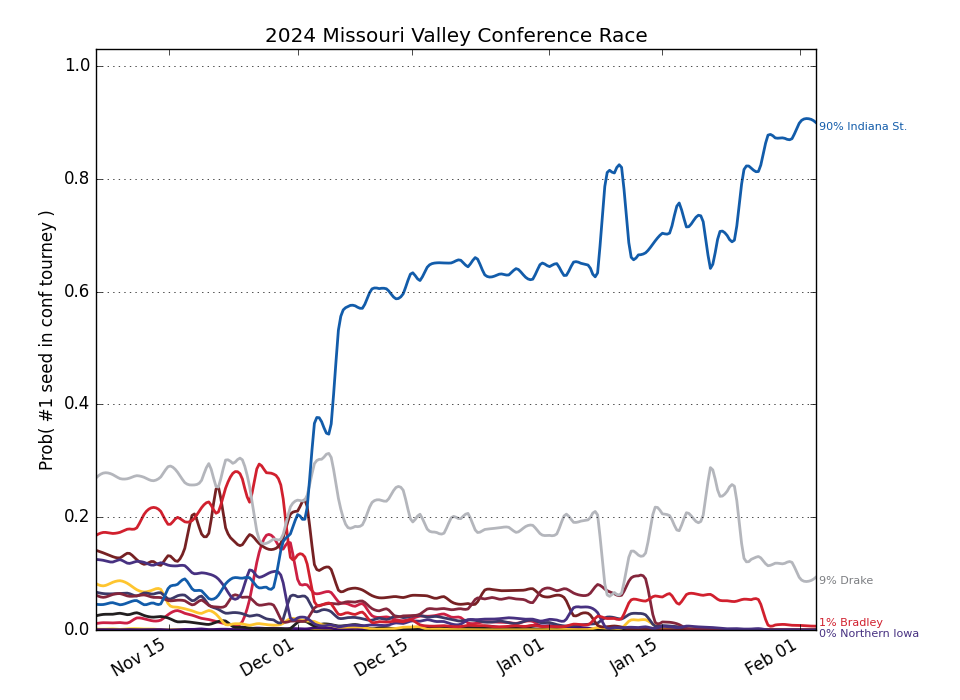 2024 Missouri Valley Conference Race
Prob( #1 seed in conf tourney )
1.0
0.8
0.6
0.4
0.2
0.0
90% Indiana St.
9% Drake
1% Bradley
0% Northern Iowa
Nov 15
Dec 01
Dec 15
Jan 01
Jan 15
Feb 01